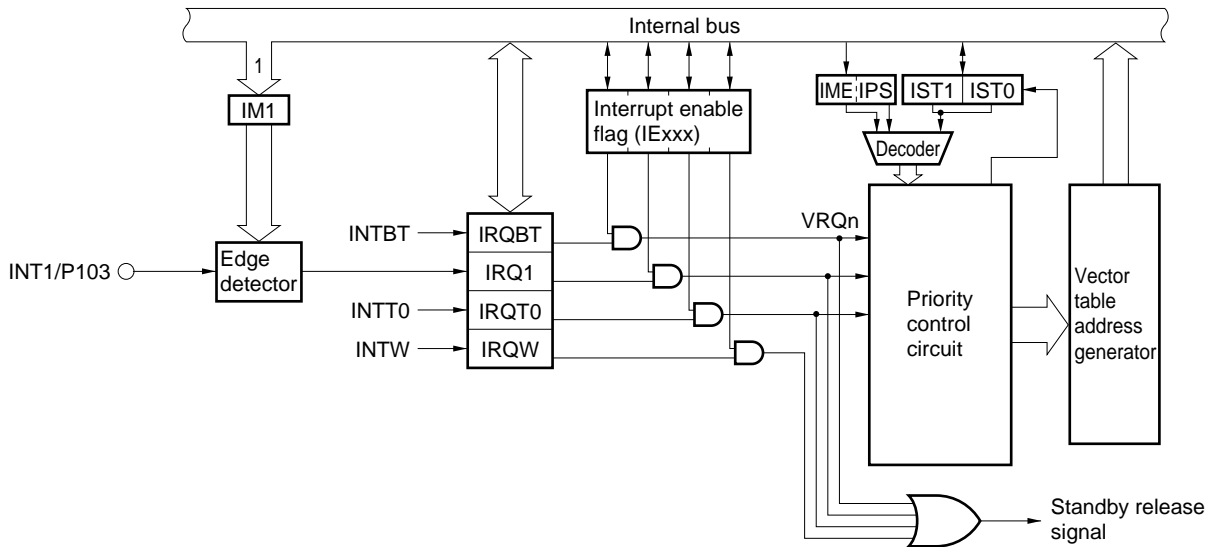 Internal bus
1
IM1
Interrupt enable
flag (IExxx)
IME IPS
IST1 IST0
Decoder
VRQn
INTBT
IRQBT
INT1/P103
Edge
detector
IRQ1
INTT0
IRQT0
INTW
IRQW
Priority
control
circuit
Vector
table
address
generator
Standby release
signal